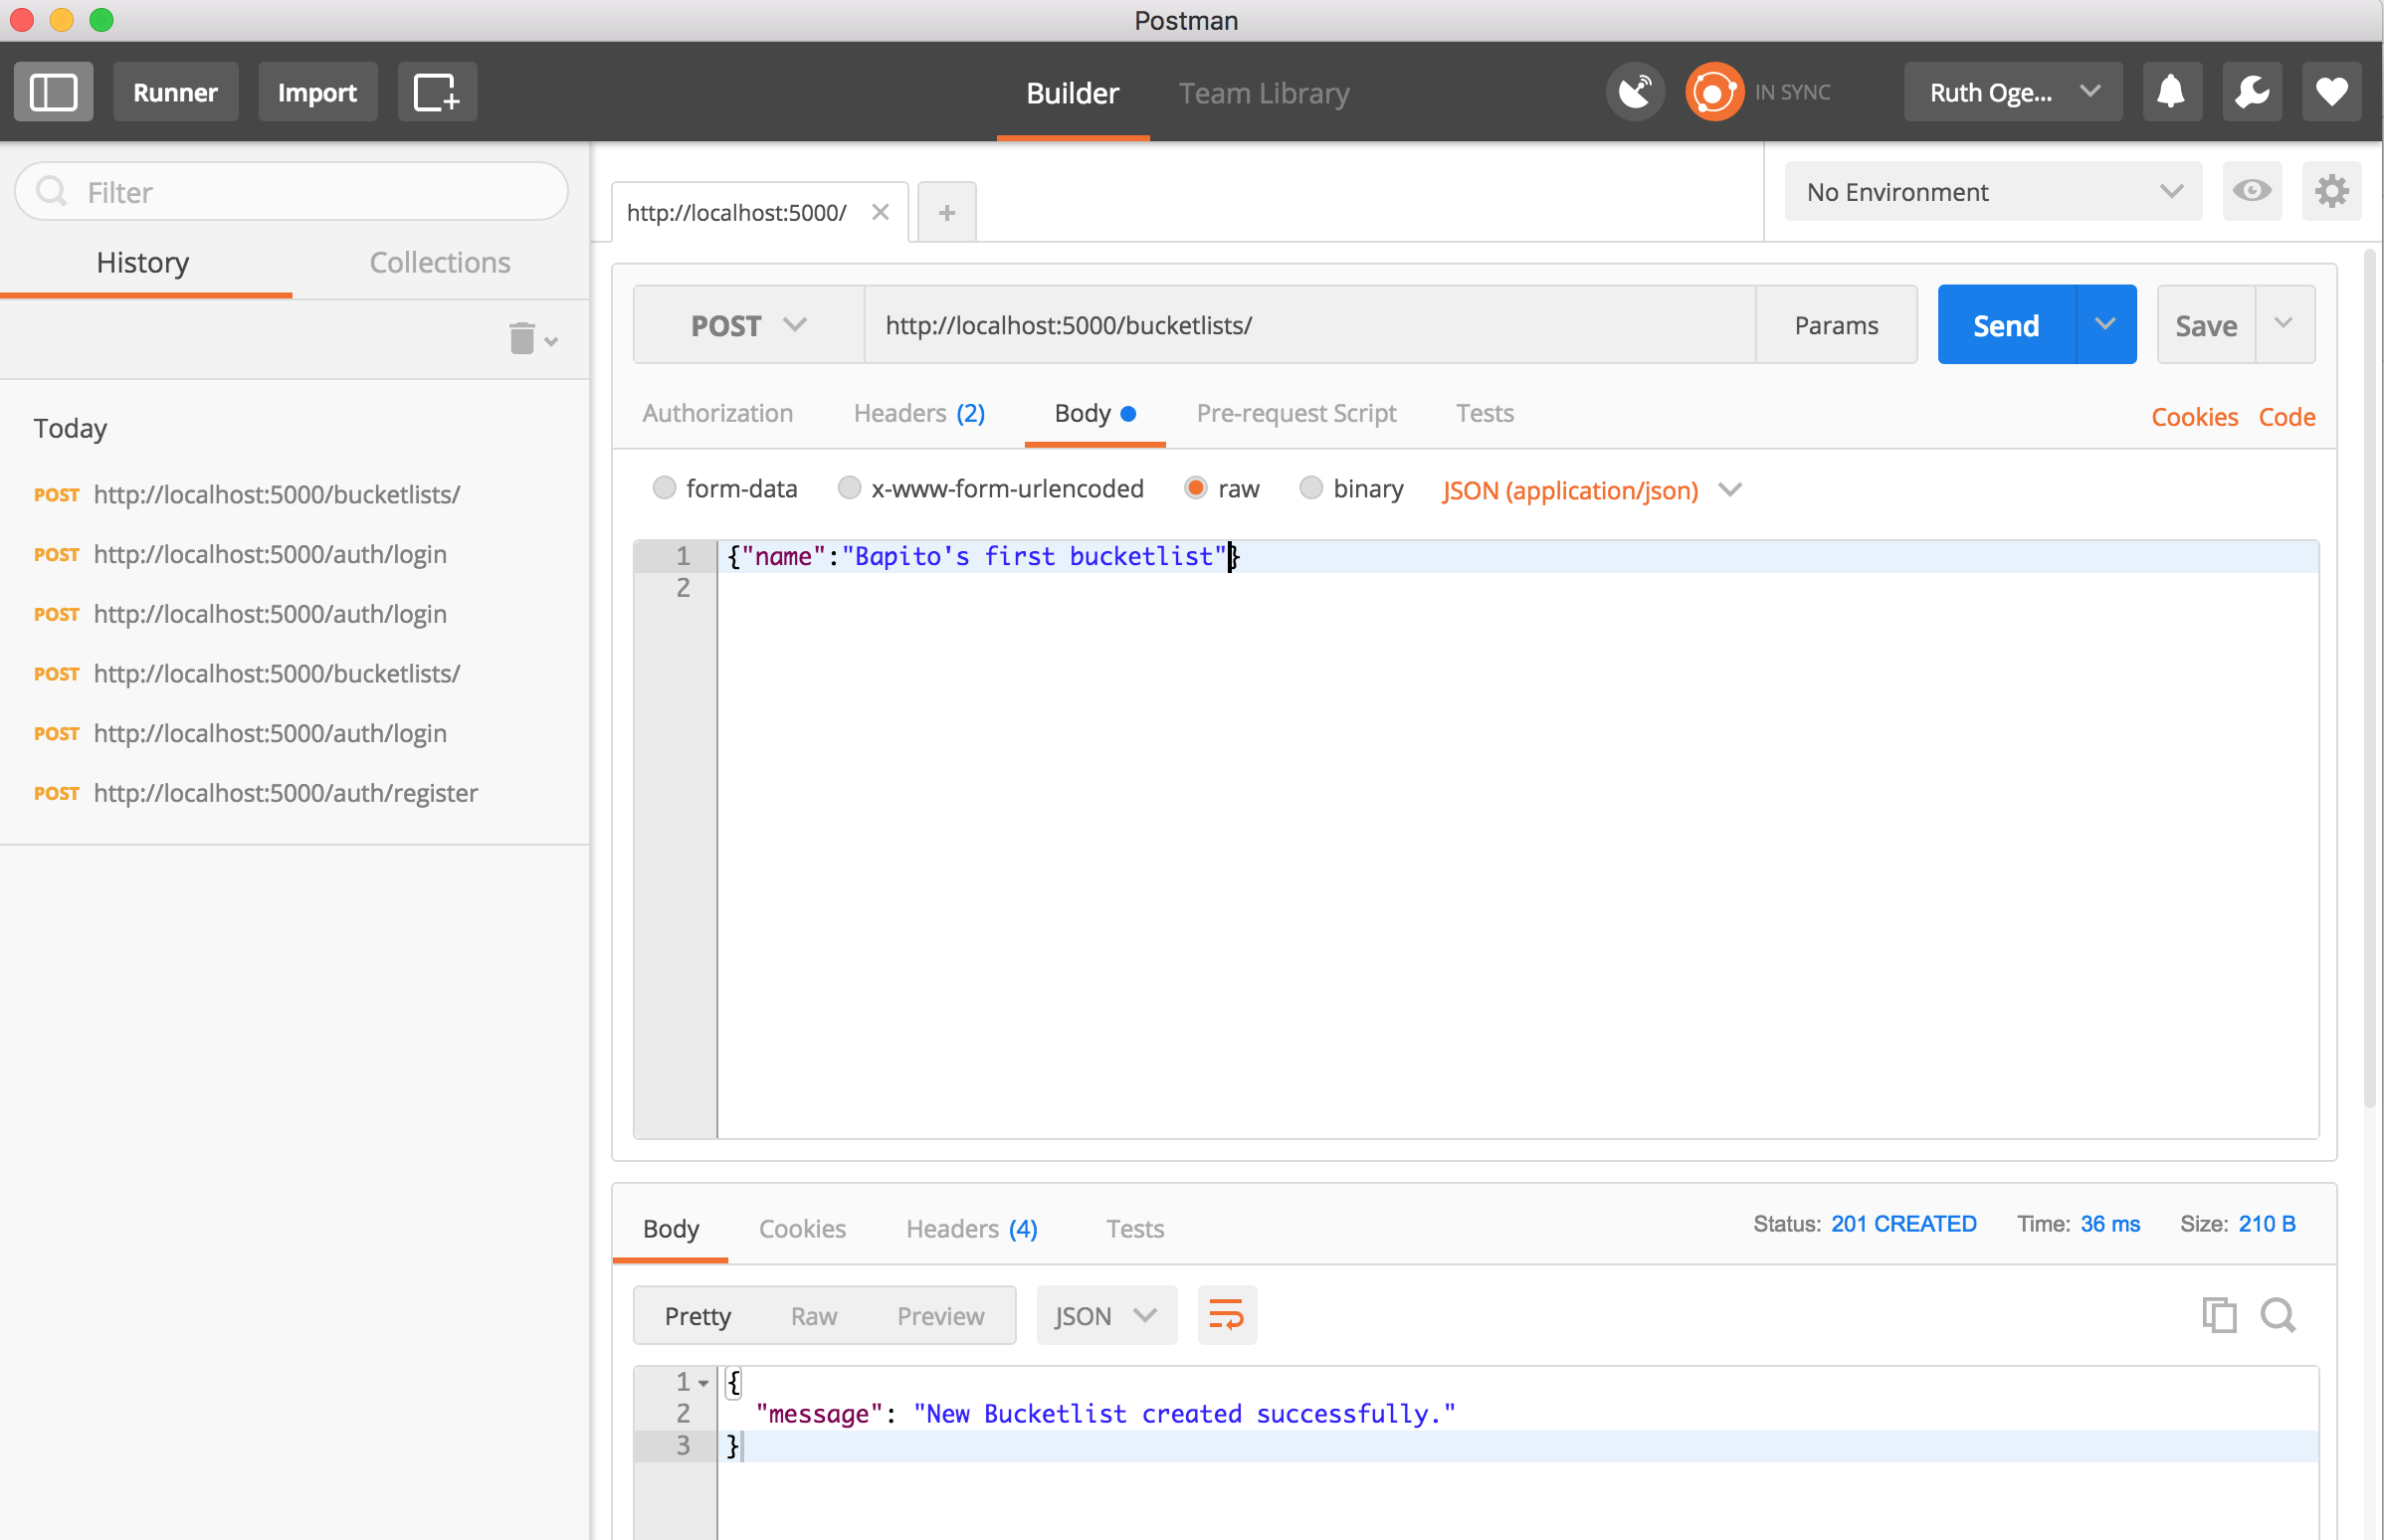 Postman
Runner Import Builder Team Library IN SYNC Ruth Oge...
Filter
History Collections
Today
POST http://localhost:5000/bucketlists/
POST http://localhost:5000/auth/login
POST http://localhost:5000/auth/login
POST http://localhost:5000/bucketlists/
POST http://localhost:5000/auth/login
POST http://localhost:5000/auth/register
http://localhost:5000/ No Environment
POST http://localhost:5000/bucketlists/ Params Send Save
Authorization Headers (2) Body Pre-request Script Tests Cookies Code
form-data x-www-form-urlencoded raw binary JSON (application/json)
1 {"name":"Bapito's first bucketlist"}
2
Body Cookies Headers (4) Tests Status: 201 CREATED Time: 36 ms Size: 210 B
Pretty Raw Preview JSON
1 {
2 "message": "New Bucketlist created successfully."
3 }